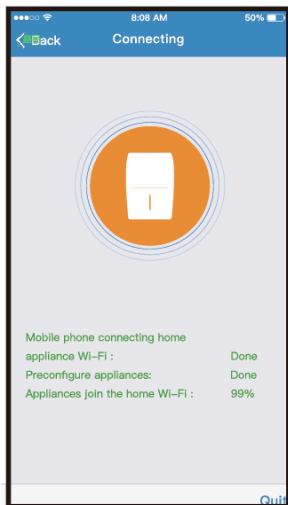 8:08 AM 50%
Back Connecting
Mobile phone connecting home
appliance Wi-Fi : Done
Preconfigure appliances: Done
Appliances join the home Wi-Fi : 99%
Quit